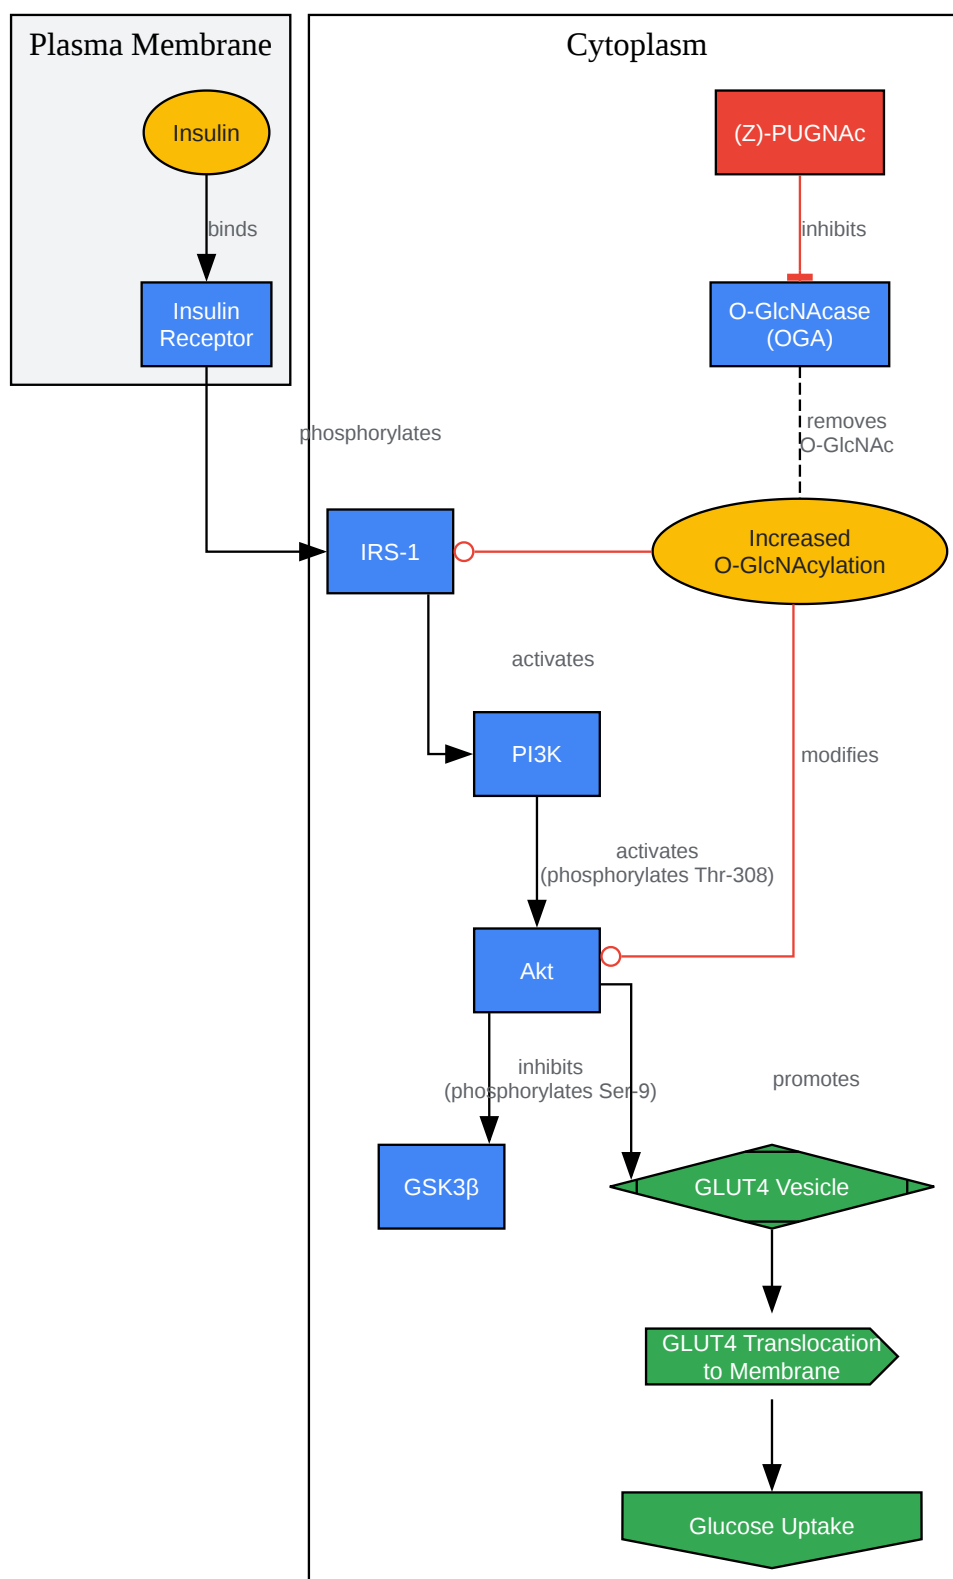 Plasma Membrane
Cytoplasm
Insulin
(Z)-PUGNAc
binds
inhibits
Insulin
Receptor
O-GlcNAcase
(OGA)
phosphorylates
removes
O-GlcNAc
IRS-1
Increased
O-GlcNAcylation
activates
PI3K
modifies
activates
(phosphorylates Thr-308)
Akt
inhibits
(phosphorylates Ser-9)
promotes
GSK3β
GLUT4 Vesicle
GLUT4 Translocation
to Membrane
Glucose Uptake